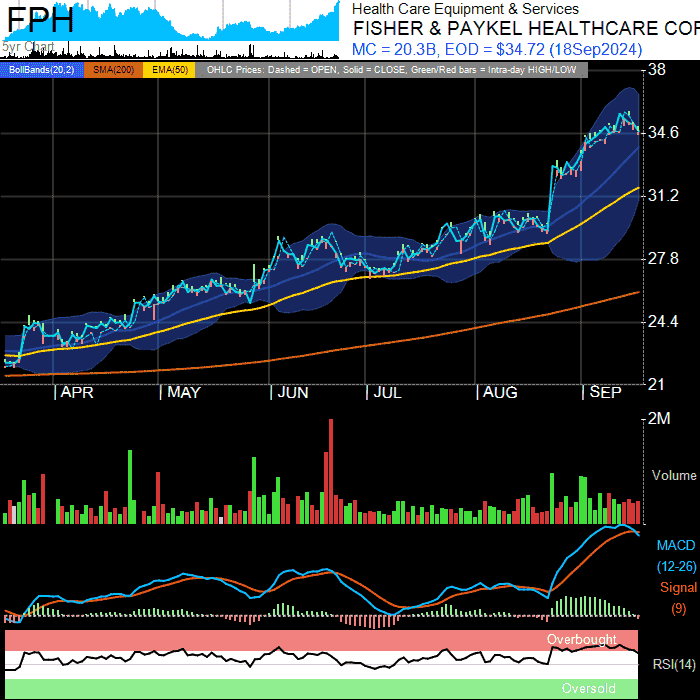 FPH
5yr Chart
Health Care Equipment & Services
FISHER & PAYKEL HEALTHCARE COR
MC = 20.3B, EOD = $34.72 (18Sep2024)
BollBands(20,2) SMA(200) EMA(50) OHLC Prices: Dashed = OPEN, Solid = CLOSE, Green/Red bars = Intra-day HIGH/LOW
38
34.6
31.2
27.8
24.4
21
APR MAY JUN JUL AUG SEP
2M
Volume
MACD
(12-26)
Signal
(9)
Overbought
RSI(14)
Oversold